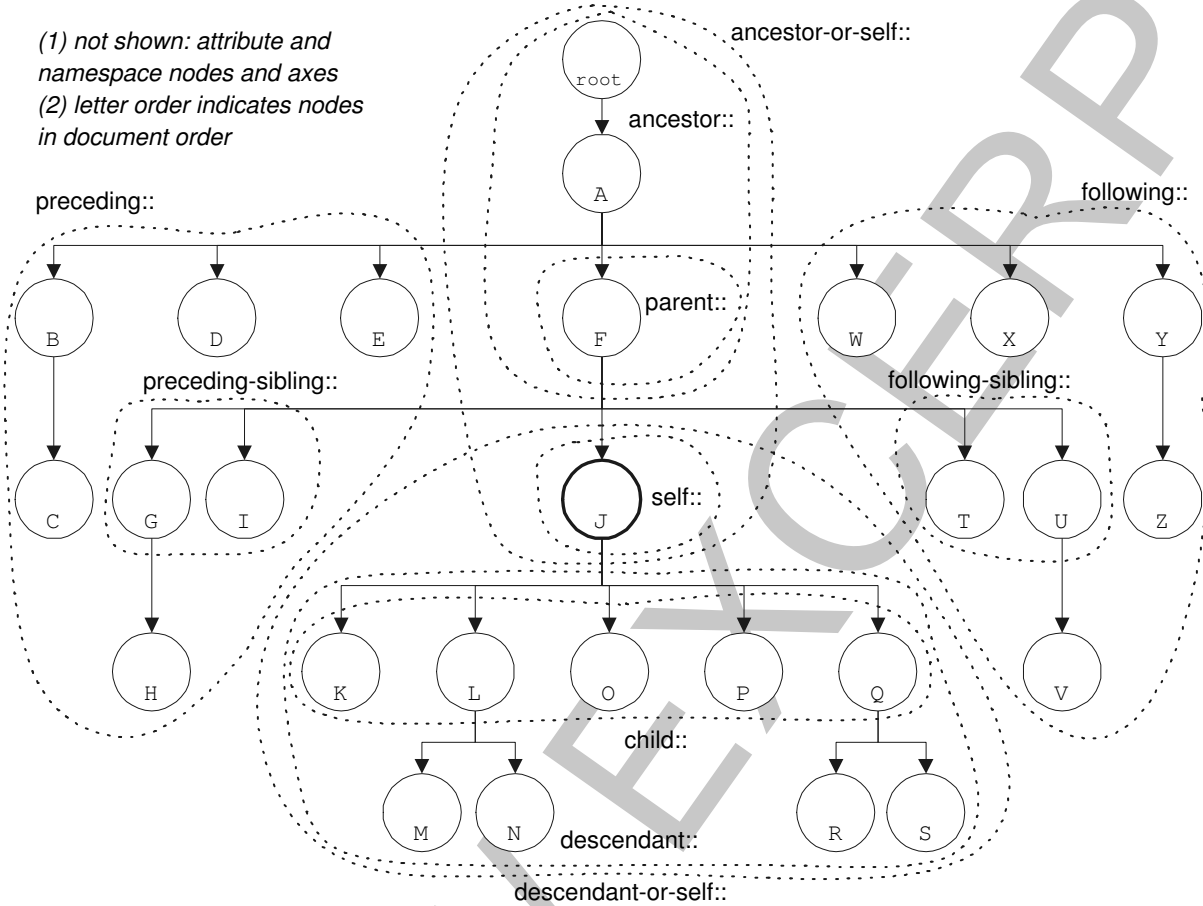 (1) not shown: attribute and
namespace nodes and axes
(2) letter order indicates nodes
in document order
ancestor-or-self::
root
ancestor::
A
preceding::
following::
parent::
B
D
E
F
W
X
Y
preceding-sibling::
following-sibling::
self::
C
G
I
J
T
U
Z
H
K
L
O
P
Q
V
child::
M
N
R
S
descendant::
descendant-or-self::
EXCERP